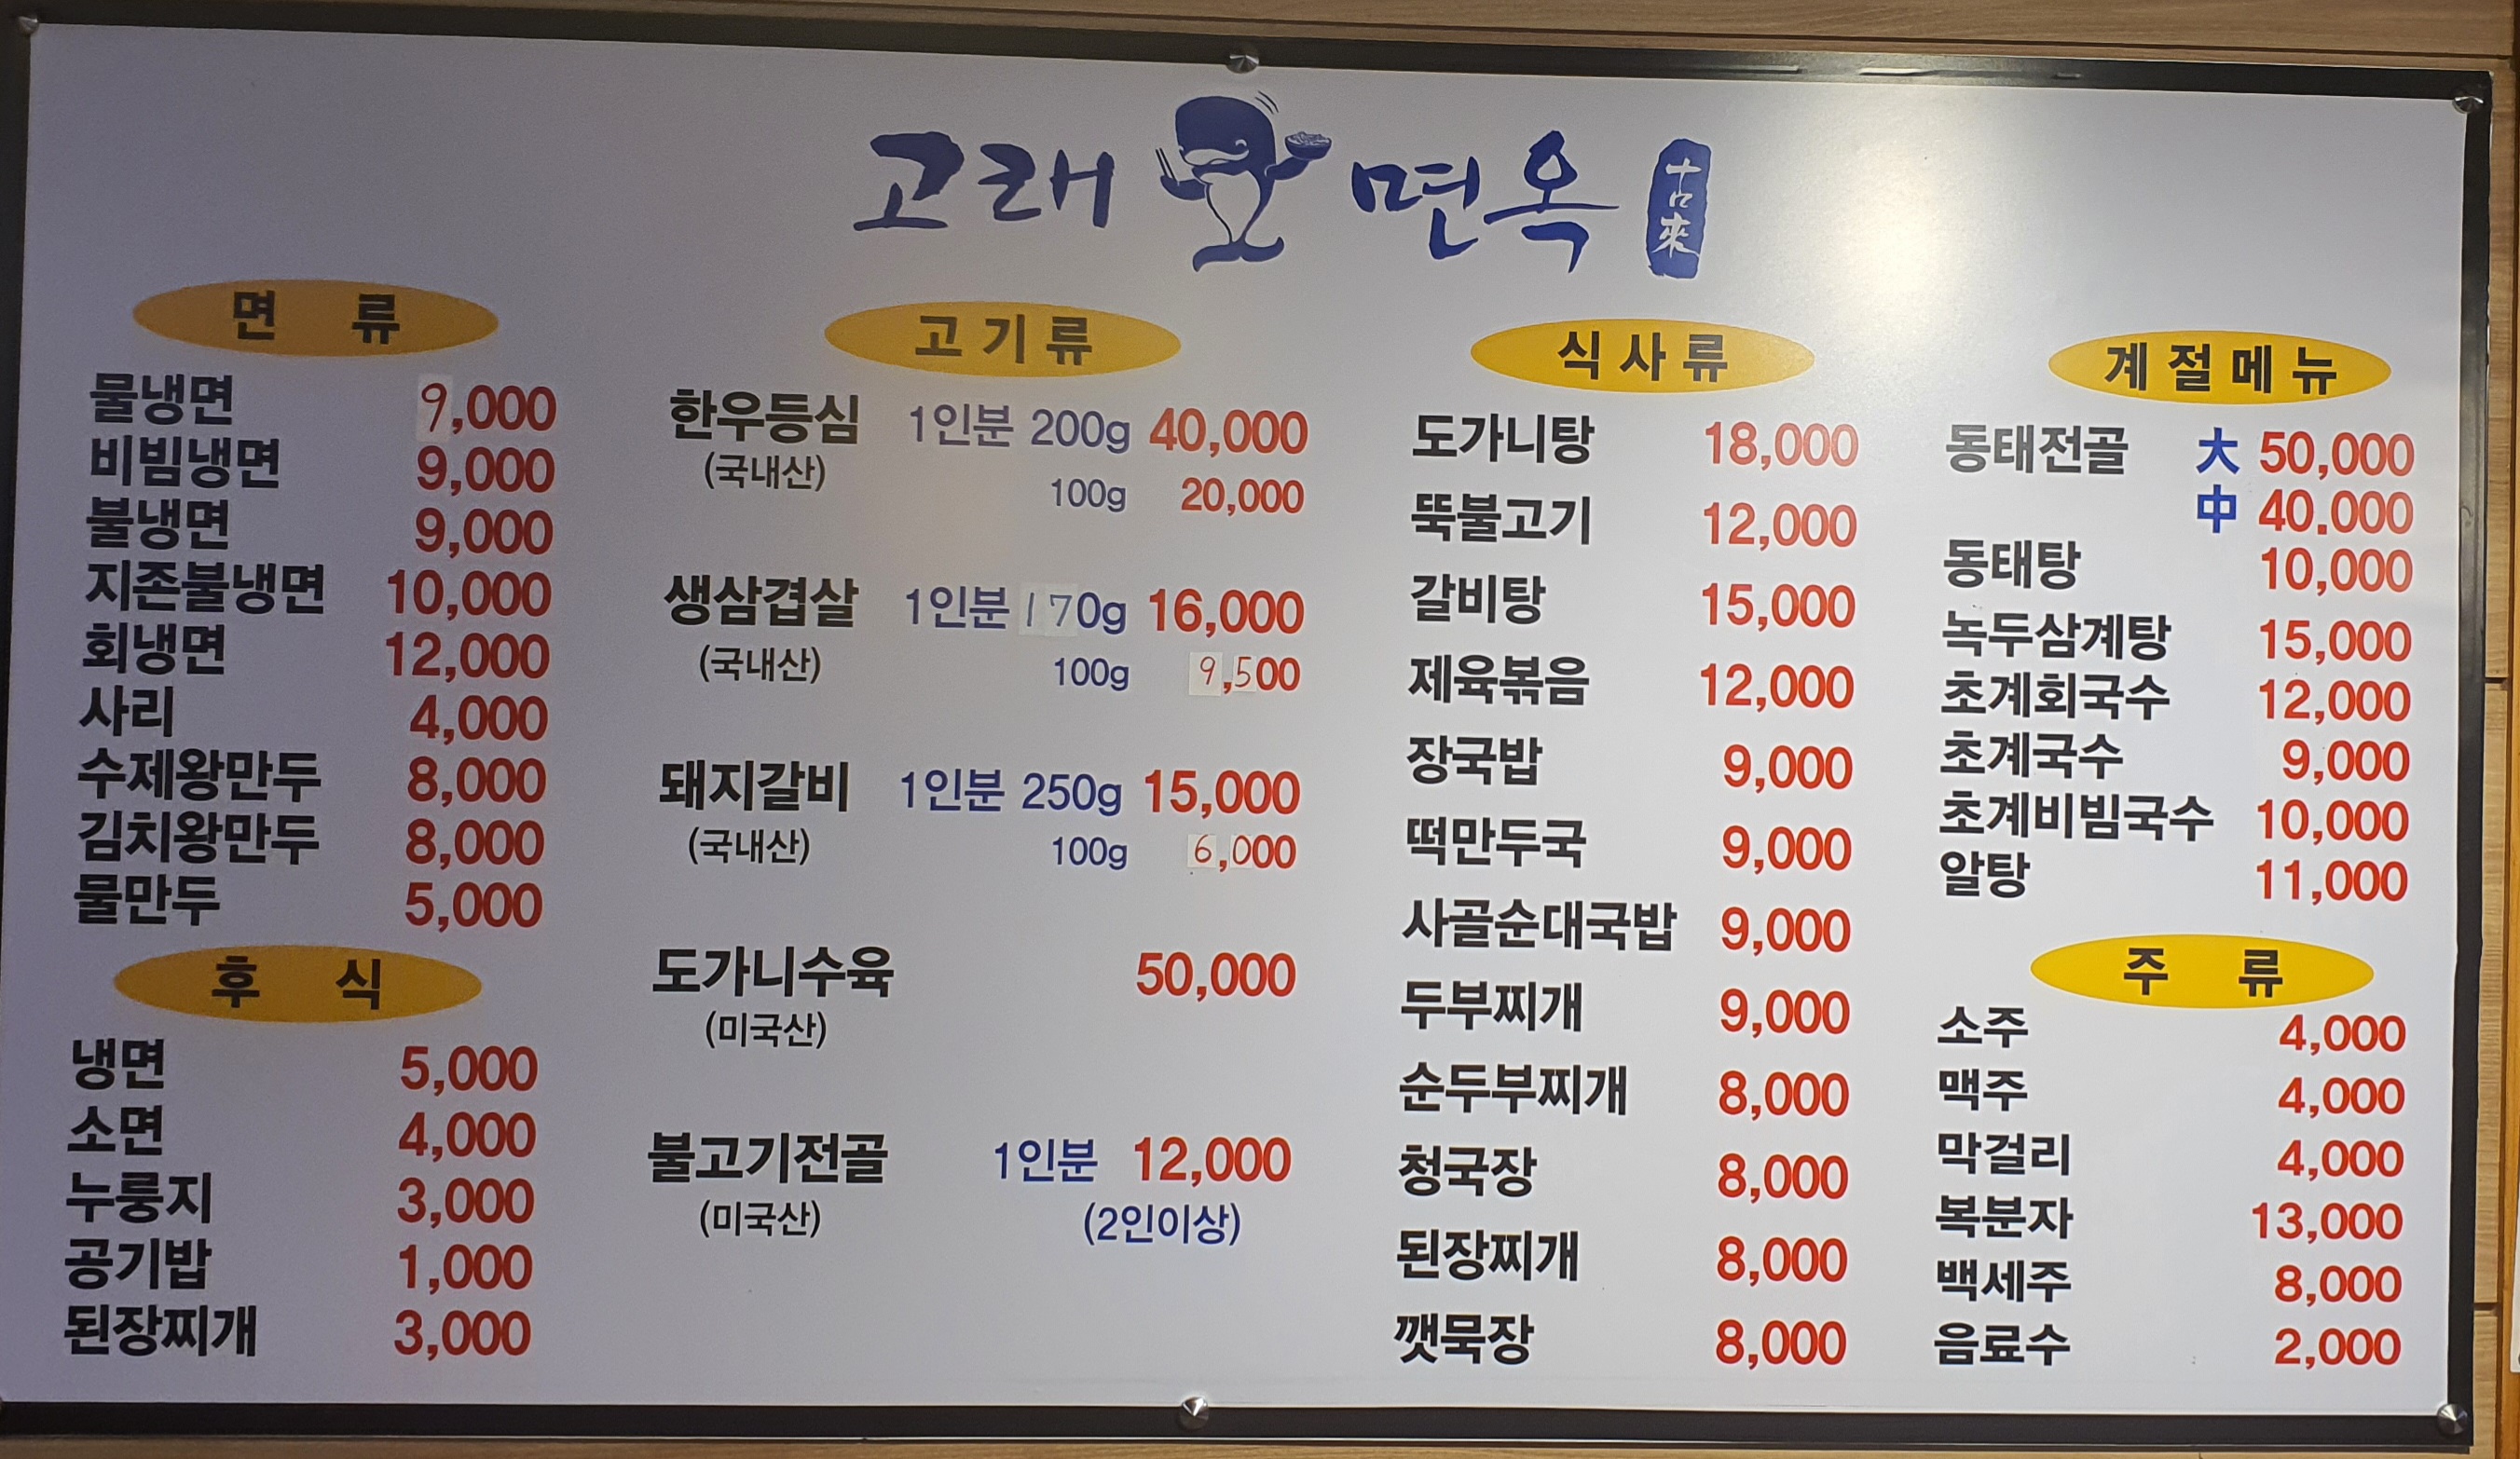 고래 면옥 古來
면 류
물냉면 9,000
비빔냉면 9,000
불냉면 9,000
지존불냉면 10,000
회냉면 12,000
사리 4,000
수제왕만두 8,000
김치왕만두 8,000
물만두 5,000
후 식
냉면 5,000
소면 4,000
누룽지 3,000
공기밥 1,000
된장찌개 3,000
고기류
한우등심 1인분 200g 40,000
(국내산) 100g 20,000
생삼겹살 1인분 170g 16,000
(국내산) 100g 9,500
돼지갈비 1인분 250g 15,000
(국내산) 100g 6,000
도가니수육 50,000
(미국산)
불고기전골 1인분 12,000
(미국산) (2인이상)
식사류
도가니탕 18,000
뚝불고기 12,000
갈비탕 15,000
제육볶음 12,000
장국밥 9,000
떡만두국 9,000
사골순대국밥 9,000
두부찌개 9,000
순두부찌개 8,000
청국장 8,000
된장찌개 8,000
깻묵장 8,000
계절메뉴
동태전골 大 50,000
中 40.000
동태탕 10,000
녹두삼계탕 15,000
초계회국수 12,000
초계국수 9,000
초계비빔국수 10,000
알탕 11,000
주 류
소주 4,000
맥주 4,000
막걸리 4,000
복분자 13,000
백세주 8,000
음료수 2,000